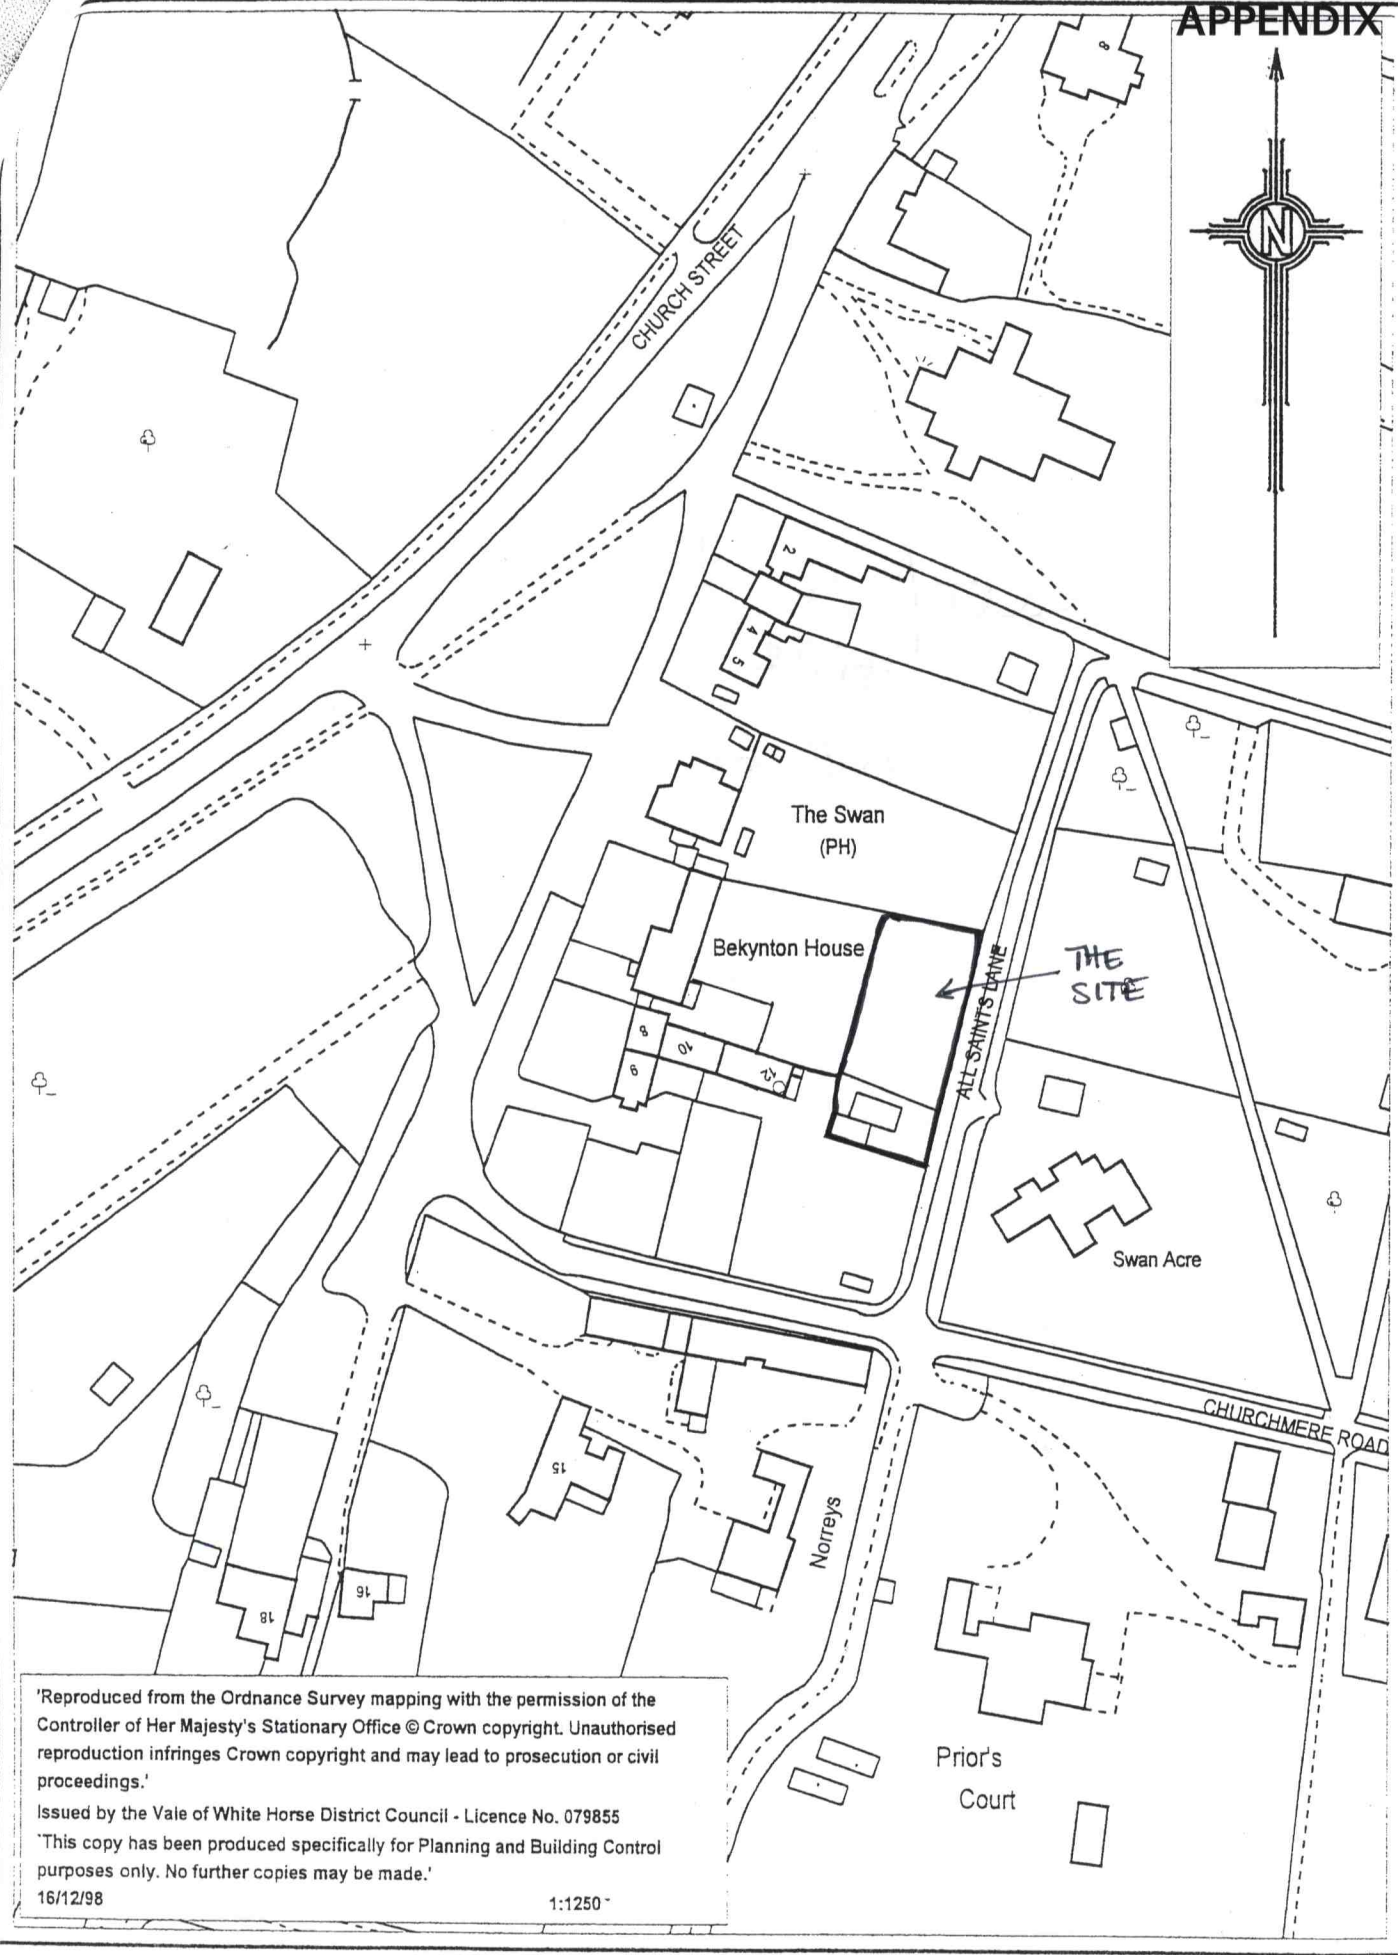 APPENDIX
N
8
CHURCH STREET
2
4
5
The Swan
(PH)
Bekynton House
THE
SITE
ALL SAINTS LANE
8
10
9
12
Swan Acre
CHURCHMERE ROAD
15
Norreys
16
18
Prior's
Court
'Reproduced from the Ordnance Survey mapping with the permission of the
Controller of Her Majesty's Stationary Office © Crown copyright. Unauthorised
reproduction infringes Crown copyright and may lead to prosecution or civil
proceedings.'
Issued by the Vale of White Horse District Council - Licence No. 079855
'This copy has been produced specifically for Planning and Building Control
purposes only. No further copies may be made.'
16/12/98
1:1250